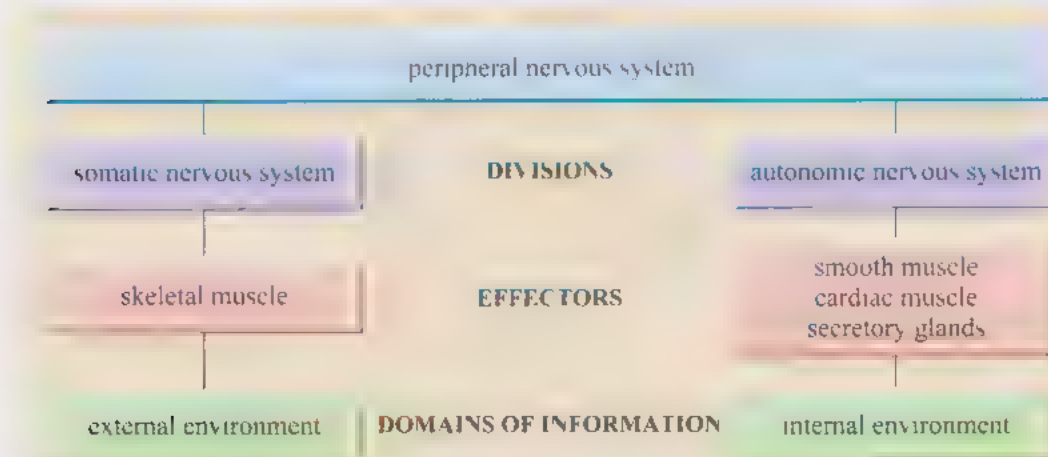 peripheral nervous system
somatic nervous system
DIVISIONS
autonomic nervous system
skeletal muscle
EFFECTORS
smooth muscle
cardiac muscle
secretory glands
external environment
DOMAINS OF INFORMATION
internal environment